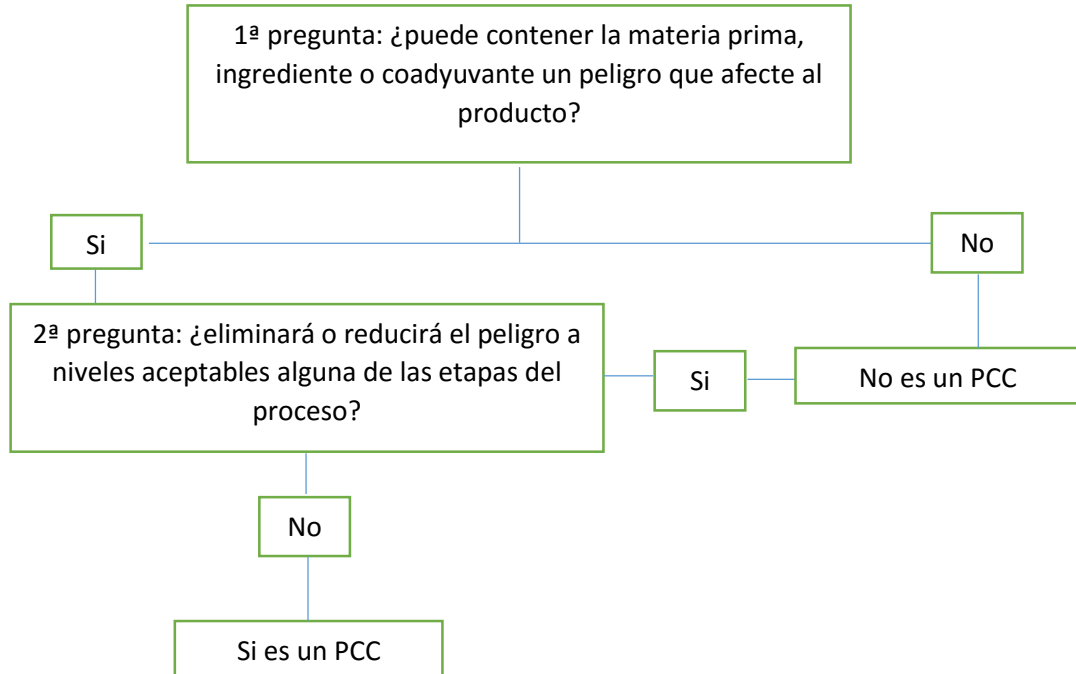 1ª pregunta: ¿puede contener la materia prima,
ingrediente o coadyuvante un peligro que afecte al
producto?
Si
No
2ª pregunta: ¿eliminará o reducirá el peligro a
niveles aceptables alguna de las etapas del
proceso?
Si
No es un PCC
No
Si es un PCC